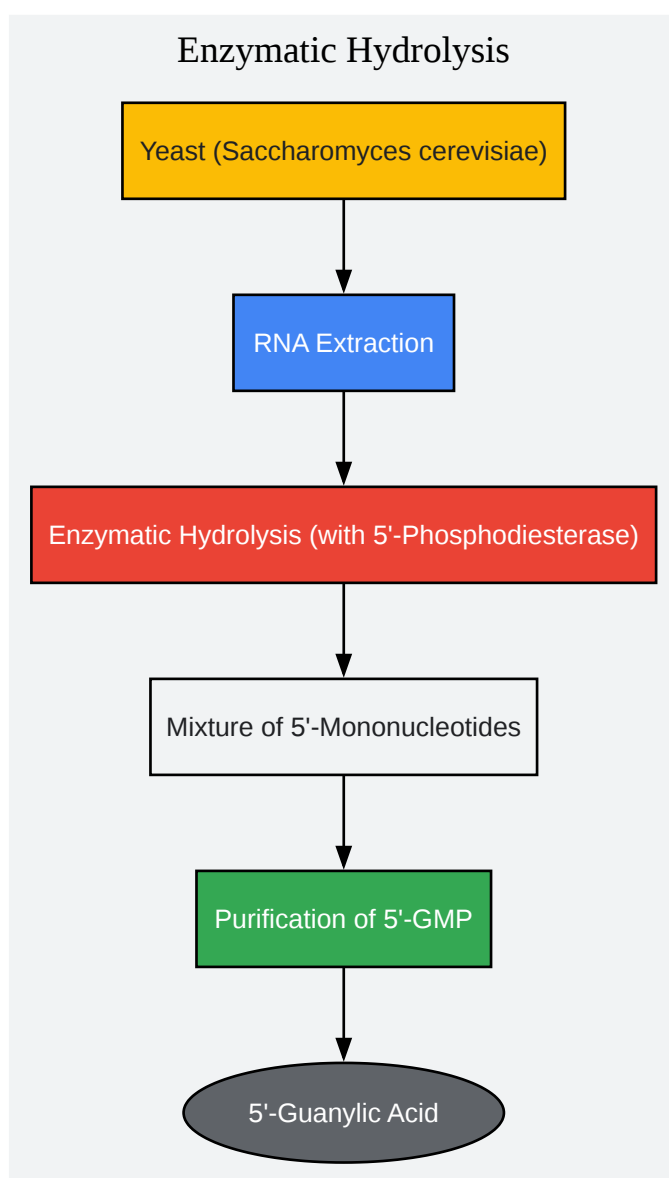 Enzymatic Hydrolysis
Yeast (Saccharomyces cerevisiae)
RNA Extraction
Enzymatic Hydrolysis (with 5'-Phosphodiesterase)
Mixture of 5'-Mononucleotides
Purification of 5'-GMP
5'-Guanylic Acid